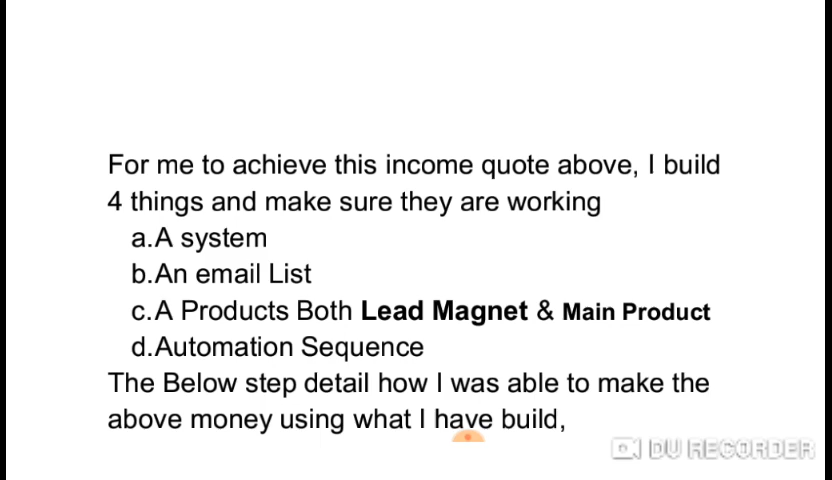 For me to achieve this income quote above, I build
4 things and make sure they are working
a.A system
b.An email List
c.A Products Both Lead Magnet & Main Product
d.Automation Sequence
The Below step detail how I was able to make the
above money using what I have build,
DU RECORDER